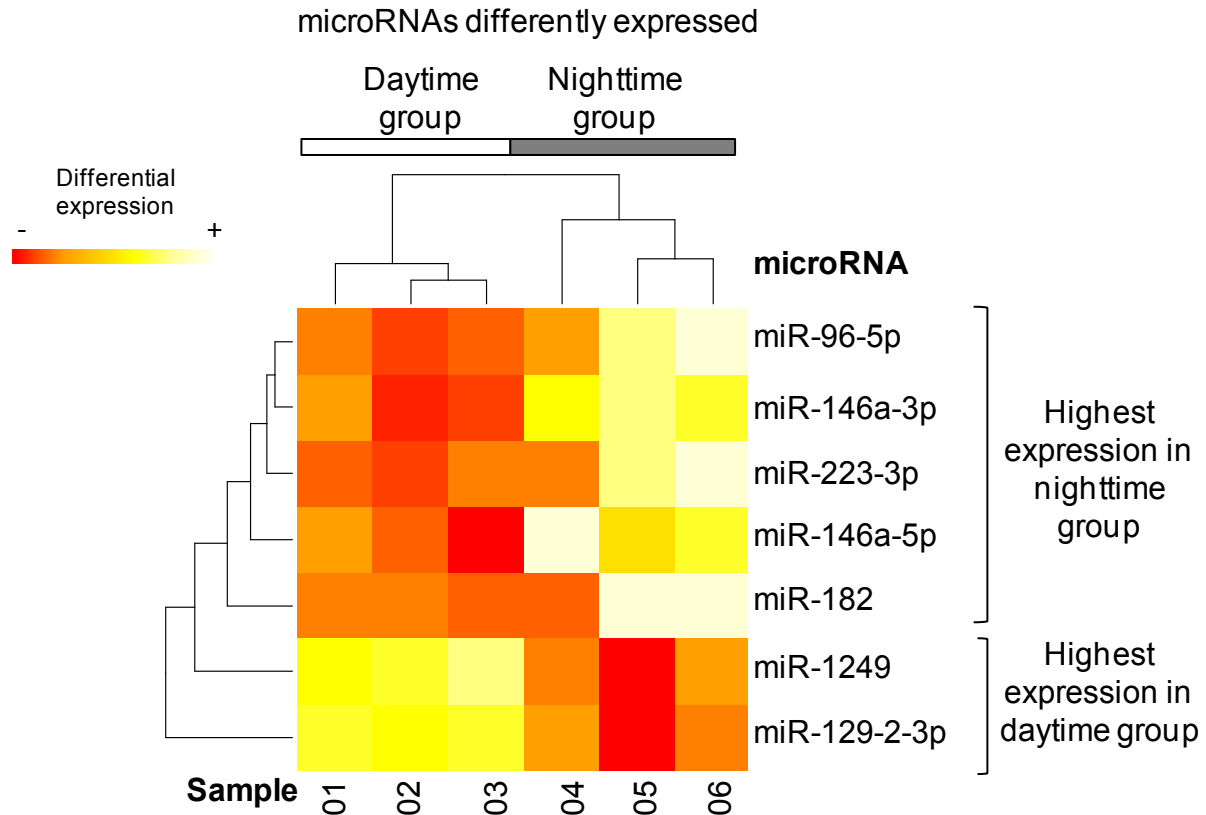 microRNAs differently expressed
Daytime
group
Nighttime
group
Differential
expression
- +
microRNA
miR-96-5p
miR-146a-3p
miR-223-3p
miR-146a-5p
miR-182
miR-1249
miR-129-2-3p
Highest
expression in
nighttime
group
Highest
expression in
daytime group
Sample
01
02
03
04
05
06